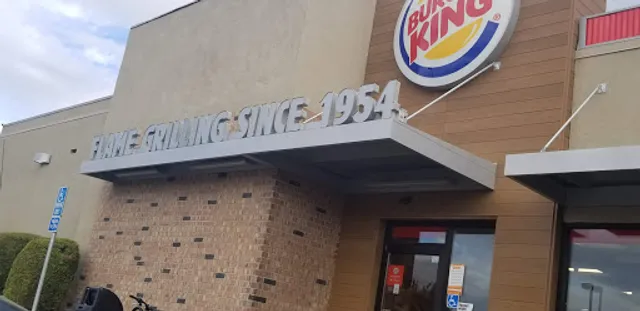 BURGER
KING
FLAME GRILLING SINCE 1954